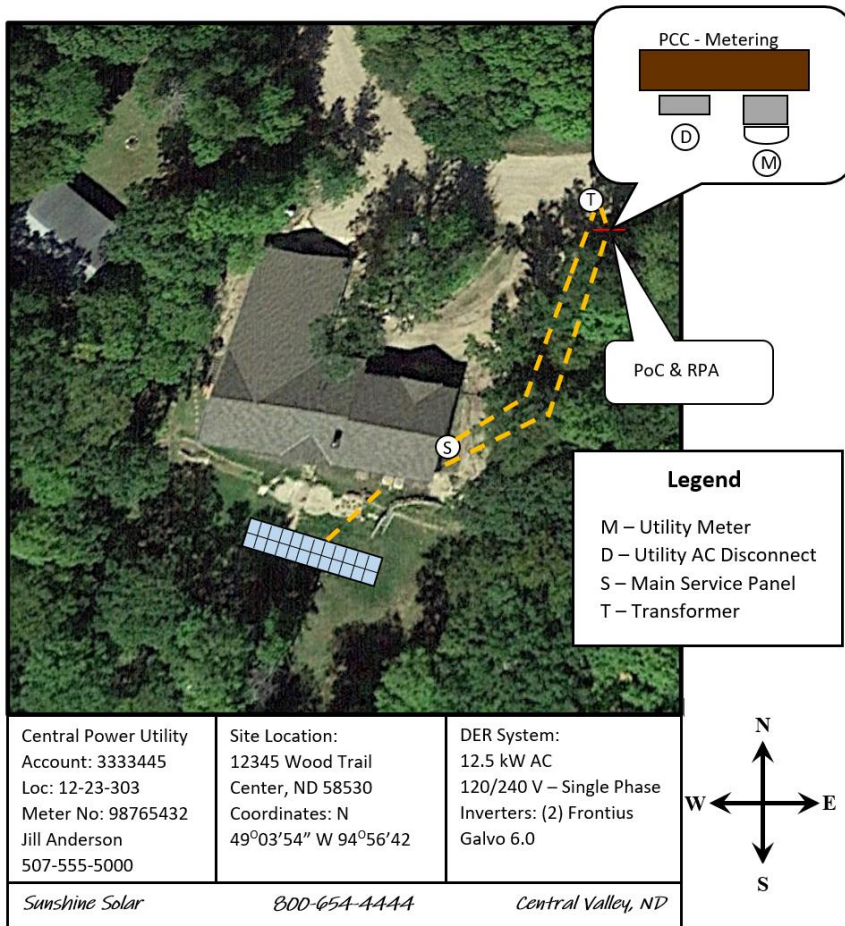 PCC - Metering
D
M
T
PoC & RPA
S
Legend
M – Utility Meter
D – Utility AC Disconnect
S – Main Service Panel
T – Transformer
Central Power Utility
Account: 3333445
Loc: 12-23-303
Meter No: 98765432
Jill Anderson
507-555-5000
Site Location:
12345 Wood Trail
Center, ND 58530
Coordinates: N
49⁰03’54” W 94⁰56’42
DER System:
12.5 kW AC
120/240 V – Single Phase
Inverters: (2) Frontius
Galvo 6.0
N
W
E
S
Sunshine Solar 800-654-4444 Central Valley, ND